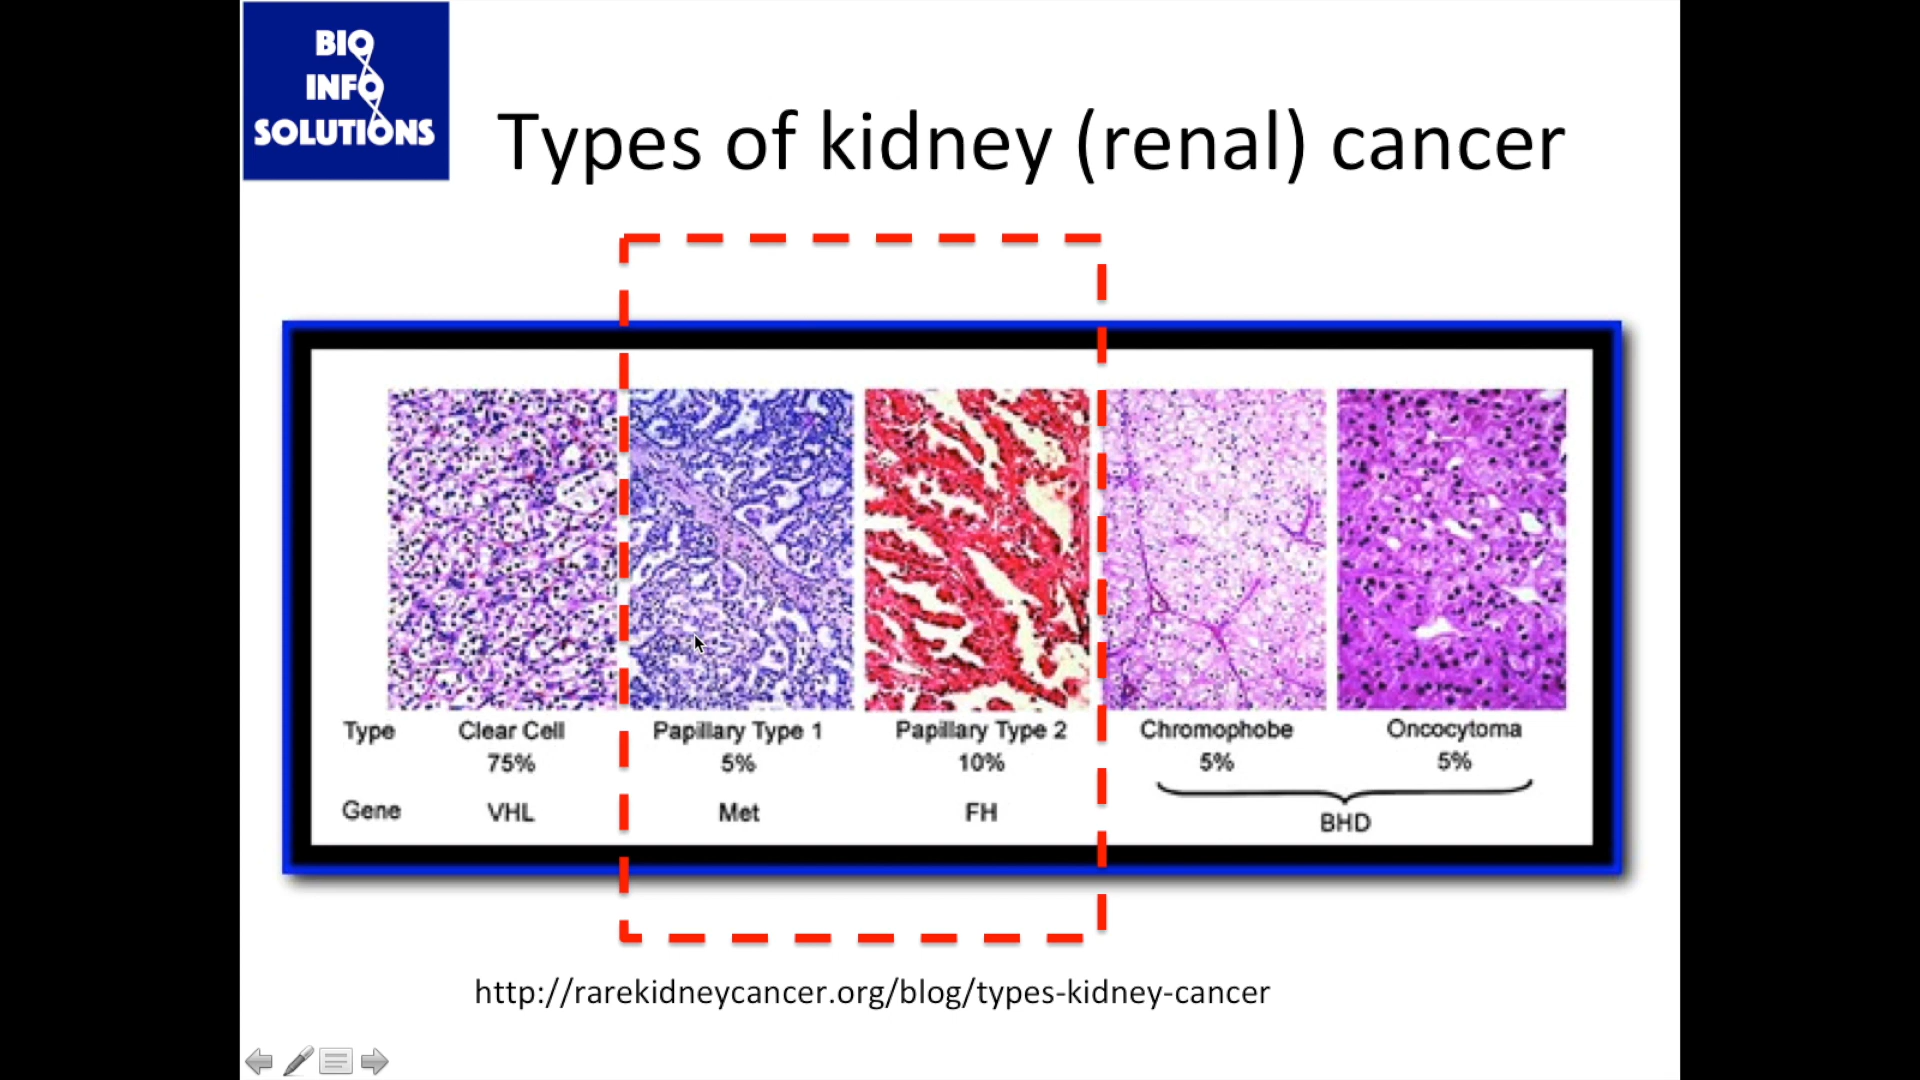 BIO
INFO
SOLUTIONS
Types of kidney (renal) cancer
Type Clear Cell Papillary Type 1 Papillary Type 2 Chromophobe Oncocytoma
75% 5% 10% 5% 5%
Gene VHL Met FH BHD
http://rarekidneycancer.org/blog/types-kidney-cancer